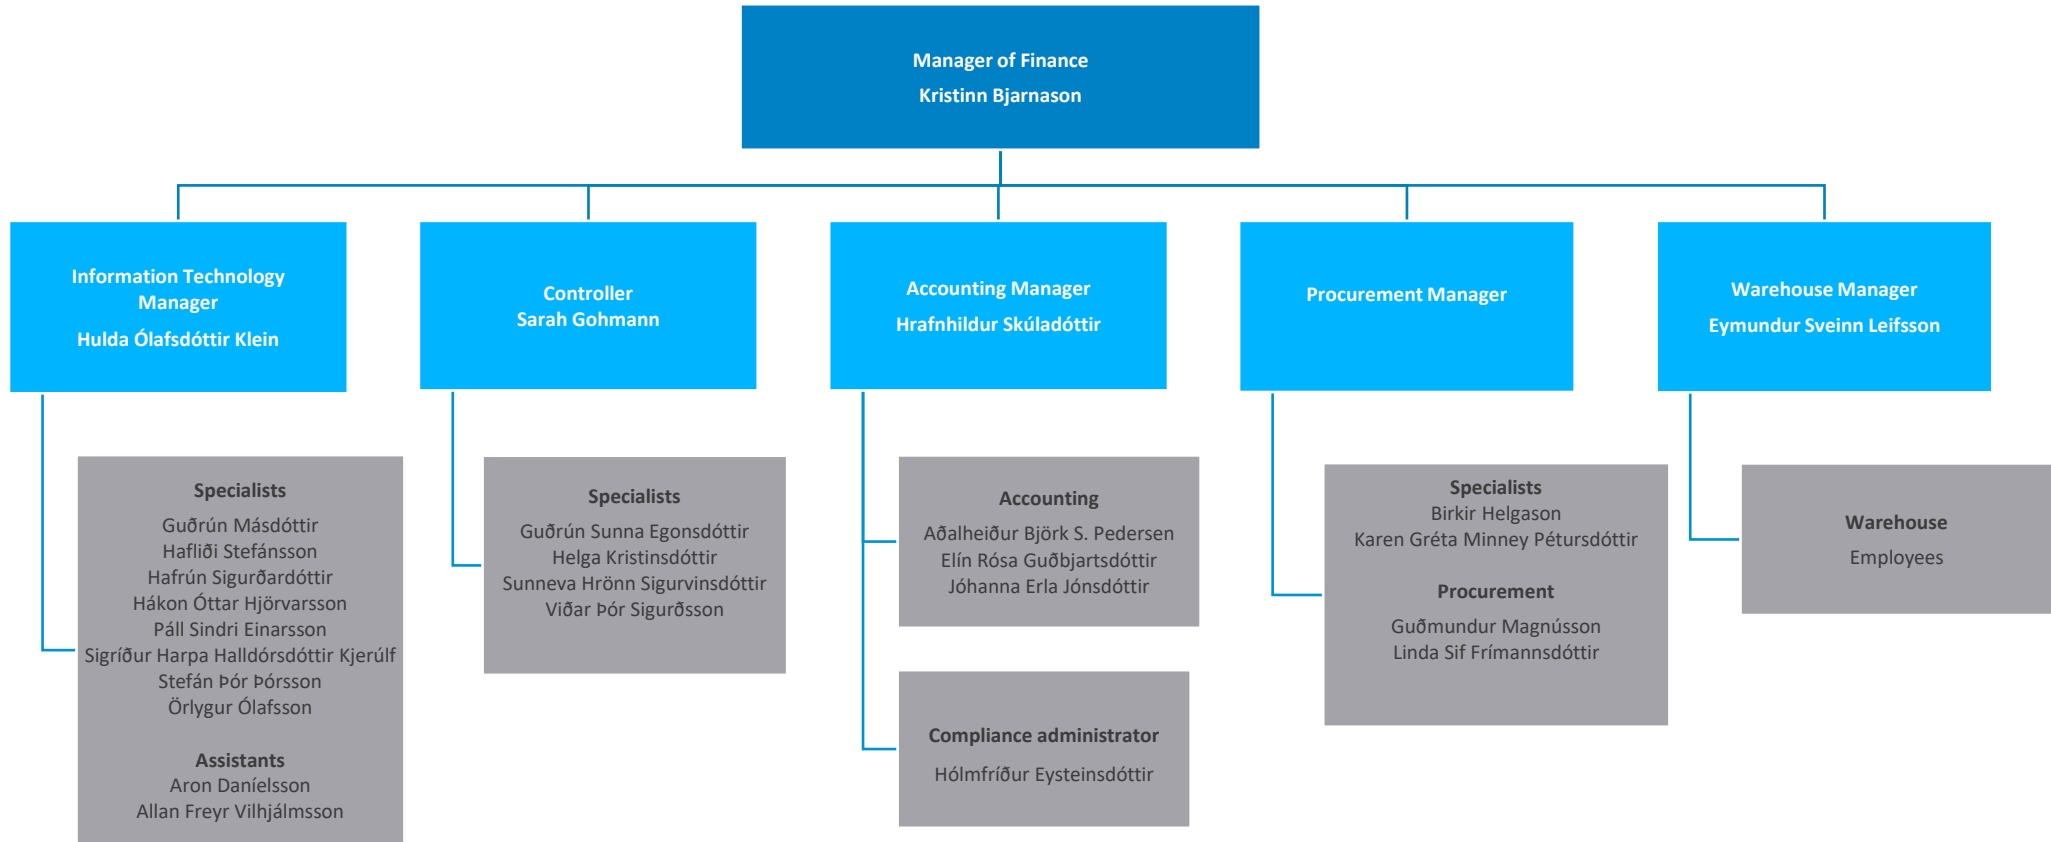 Manager of Finance
Kristinn Bjarnason
Information Technology
Manager
Hulda Ólafsdóttir Klein
Controller
Sarah Gohmann
Accounting Manager
Hrafnhildur Skúladóttir
Procurement Manager
Warehouse Manager
Eymundur Sveinn Leifsson
Specialists
Guðrún Másdóttir
Hafliði Stefánsson
Hafrún Sigurðardóttir
Hákon Óttar Hjörvarsson
Páll Sindri Einarsson
Sigríður Harpa Halldórsdóttir Kjerúlf
Stefán Þór Þórsson
Örlygur Ólafsson
Assistants
Aron Daníelsson
Allan Freyr Vilhjálmsson
Specialists
Guðrún Sunna Egonsdóttir
Helga Kristinsdóttir
Sunneva Hrönn Sigurvinsdóttir
Viðar Þór Sigurðsson
Accounting
Aðalheiður Björk S. Pedersen
Elín Rósa Guðbjartsdóttir
Jóhanna Erla Jónsdóttir
Compliance administrator
Hólmfríður Eysteinsdóttir
Specialists
Birkir Helgason
Karen Gréta Minney Pétursdóttir
Procurement
Guðmundur Magnússon
Linda Sif Frímannsdóttir
Warehouse
Employees